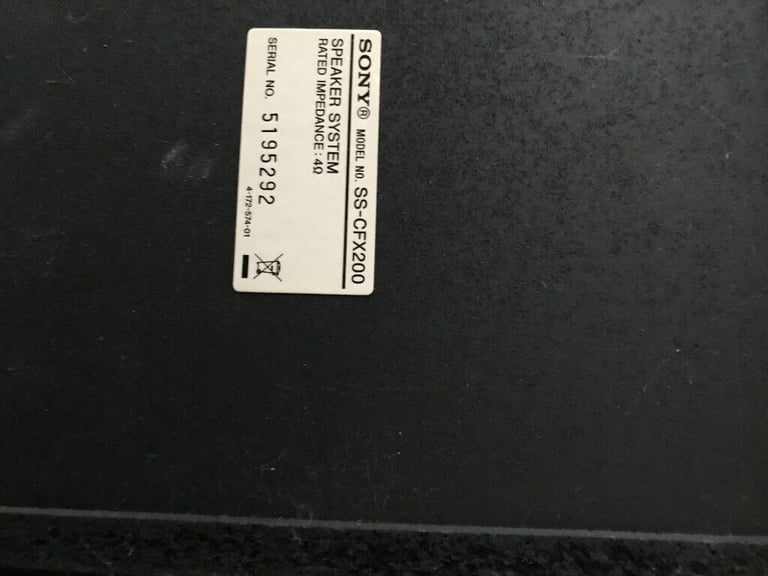 SONY® MODEL NO. SS-CFX200
SPEAKER SYSTEM
RATED IMPEDANCE : 4Ω
SERIAL NO. 5195292
4-172-574-01